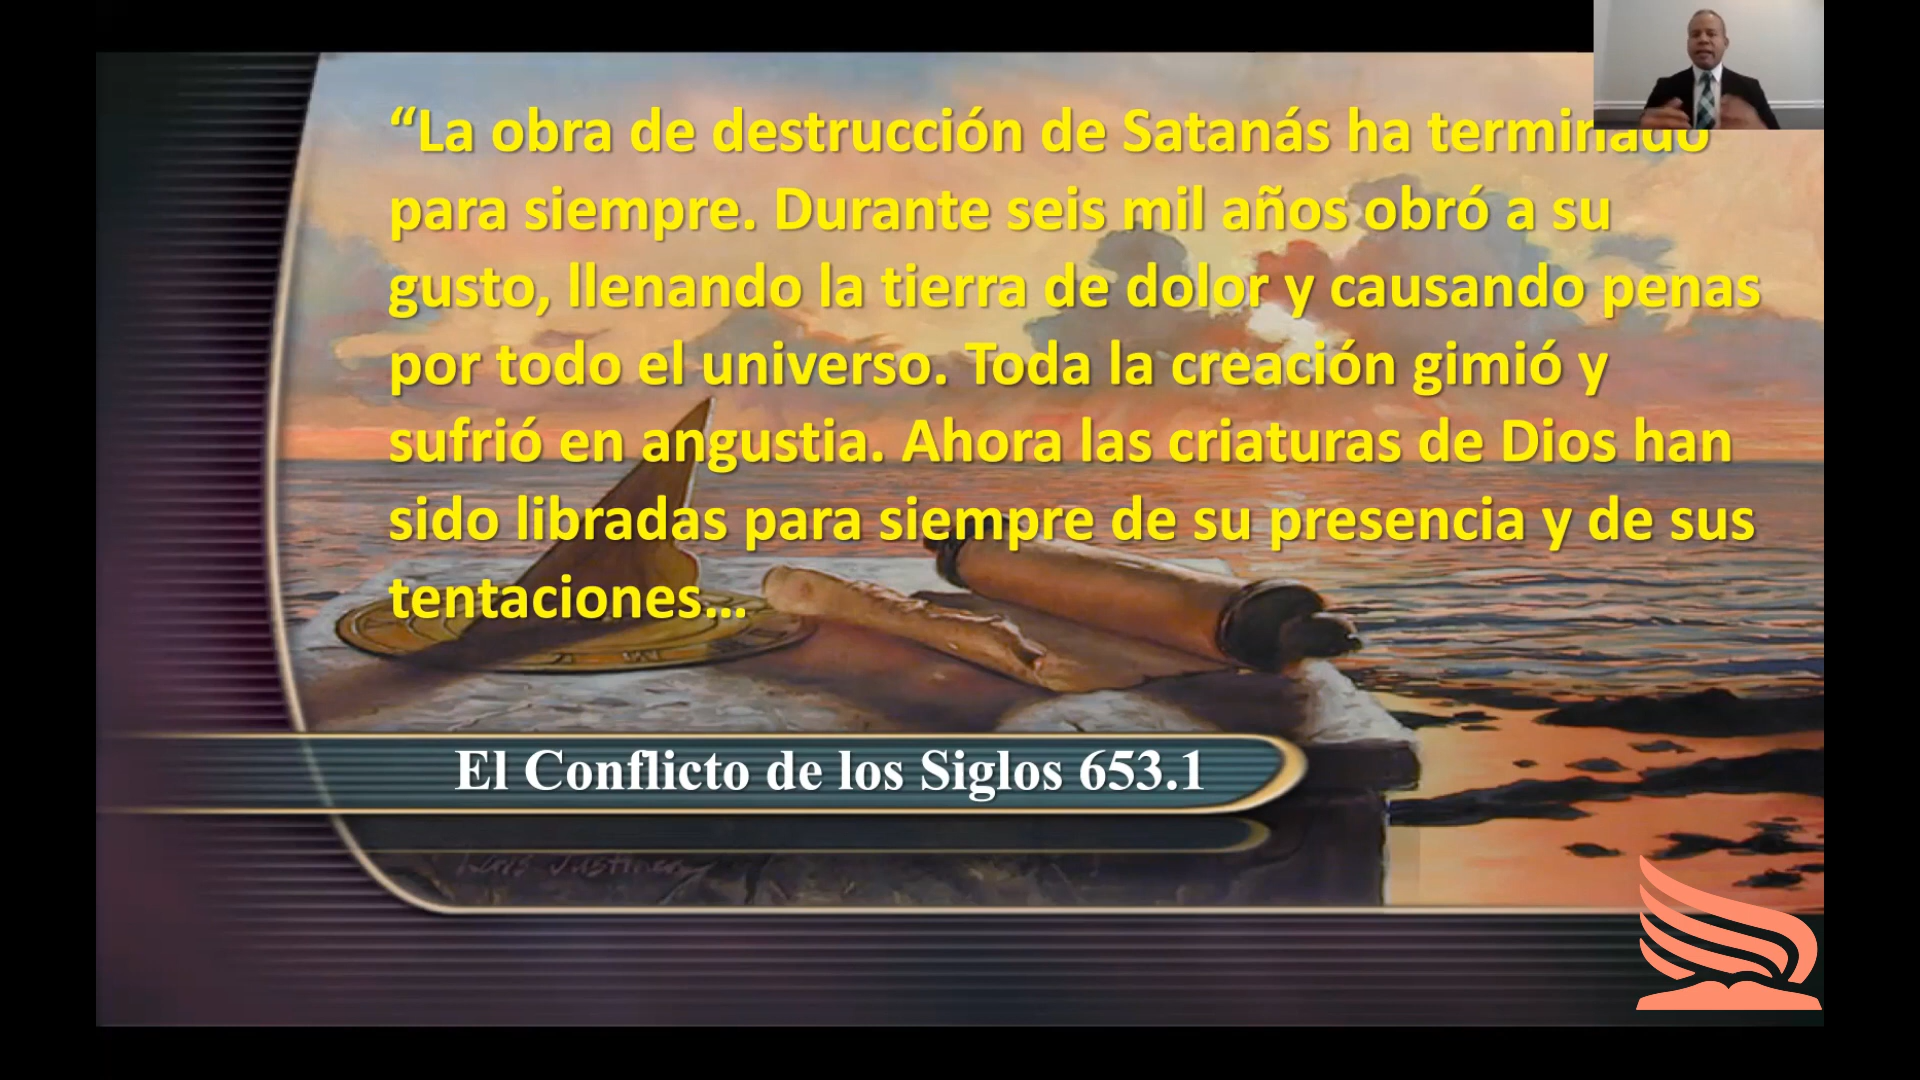 “La obra de destrucción de Satanás ha terminado
para siempre. Durante seis mil años obró a su
gusto, llenando la tierra de dolor y causando penas
por todo el universo. Toda la creación gimió y
sufrió en angustia. Ahora las criaturas de Dios han
sido libradas para siempre de su presencia y de sus
tentaciones…
El Conflicto de los Siglos 653.1